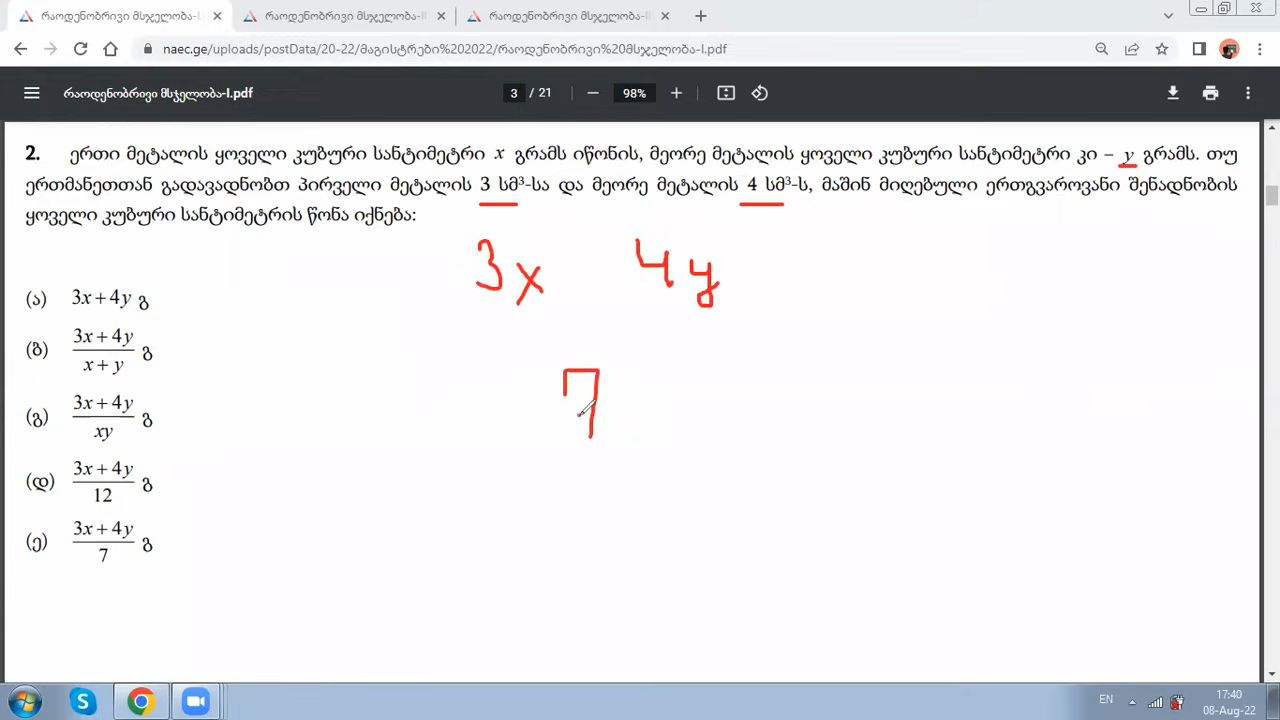 რაოდენობრივი მსჯელობა-I
რაოდენობრივი მსჯელობა-II
რაოდენობრივი მსჯელობა-I
naec.ge/uploads/postData/20-22/მაგისტრები%202022/რაოდენობრივი%20მსჯელობა-I.pdf
რაოდენობრივი მსჯელობა-I.pdf
3 / 21
98%
2. ერთი მეტალის ყოველი კუბური სანტიმეტრი x გრამს იწონის, მეორე მეტალის ყოველი კუბური სანტიმეტრი კი – y გრამს. თუ
ერთმანეთთან გადავადნობთ პირველი მეტალის 3 სმ³-სა და მეორე მეტალის 4 სმ³-ს, მაშინ მიღებული ერთგვაროვანი შენადნობის
ყოველი კუბური სანტიმეტრის წონა იქნება:
3x 4y
(ა) 3x + 4y გ
(ბ) 3x + 4y / x + y გ
7
(გ) 3x + 4y / xy გ
(დ) 3x + 4y / 12 გ
(ე) 3x + 4y / 7 გ
EN
17:40
08-Aug-22